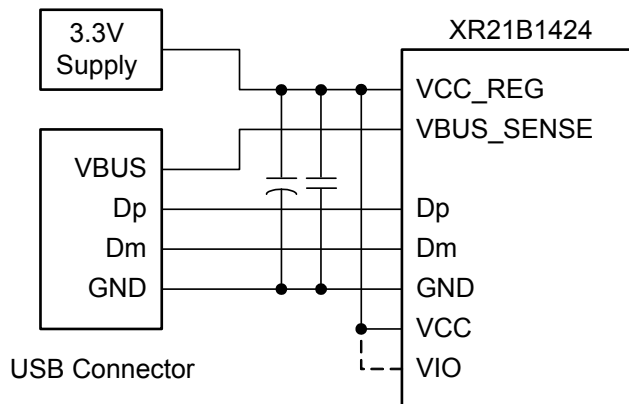 3.3V
Supply
XR21B1424
VCC_REG
VBUS_SENSE
VBUS
Dp
Dm
GND
Dp
Dm
GND
VCC
VIO
USB Connector